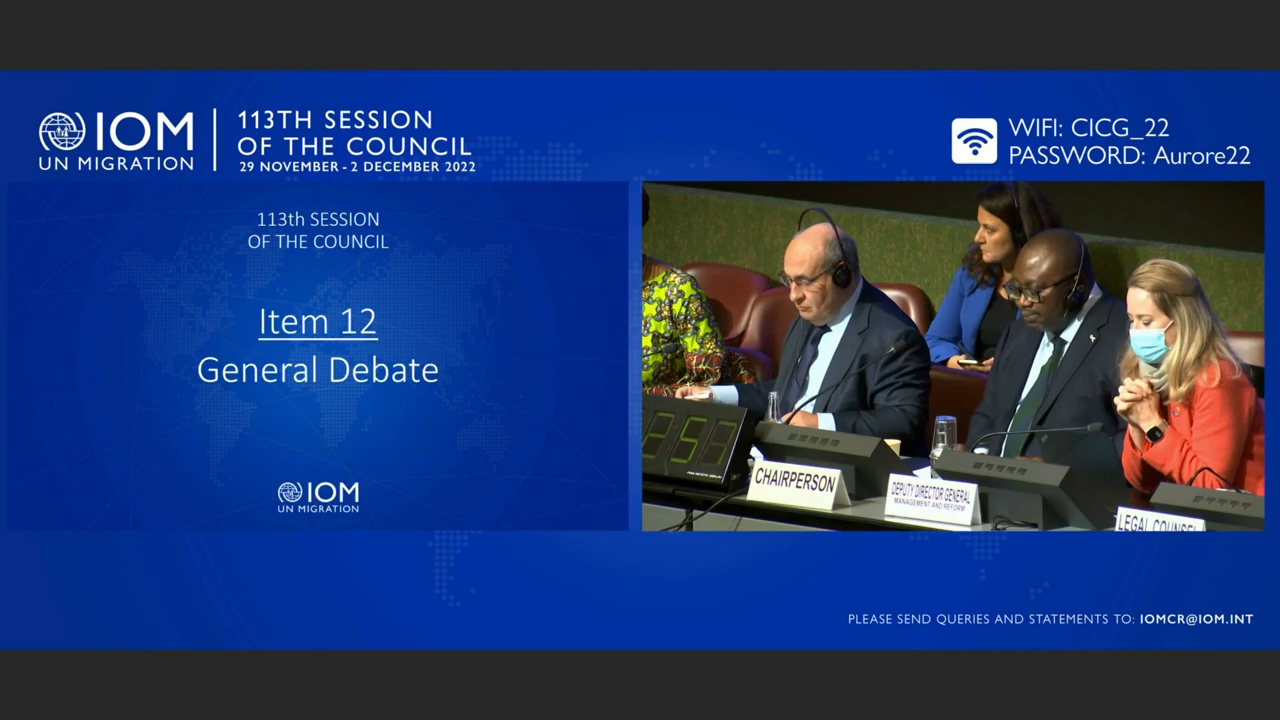 IOM
UN MIGRATION
113TH SESSION
OF THE COUNCIL
29 NOVEMBER - 2 DECEMBER 2022
WIFI: CICG_22
PASSWORD: Aurore22
113th SESSION
OF THE COUNCIL
Item 12
General Debate
IOM
UN MIGRATION
CHAIRPERSON
DEPUTY DIRECTOR GENERAL
MANAGEMENT AND REFORM
LEGAL COUNSEL
PLEASE SEND QUERIES AND STATEMENTS TO: IOMCR@IOM.INT